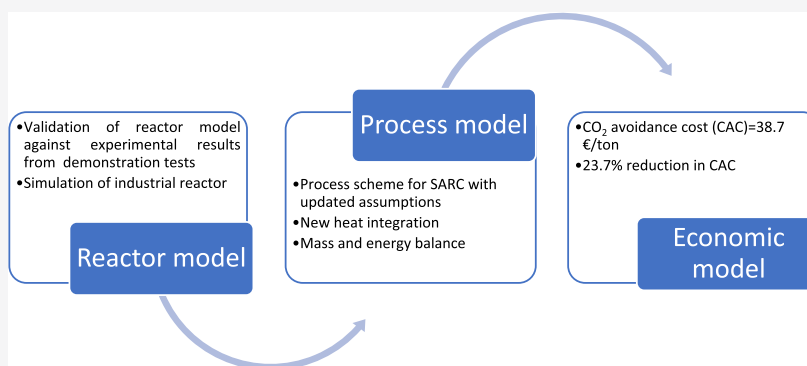 •Validation of reactor model
against experimental results
from demonstration tests
•Simulation of industrial reactor
Reactor model
Process model
•Process scheme for SARC with
updated assumptions
•New heat integration
•Mass and energy balance
•CO₂ avoidance cost (CAC)=38.7
€/ton
•23.7% reduction in CAC
Economic
model